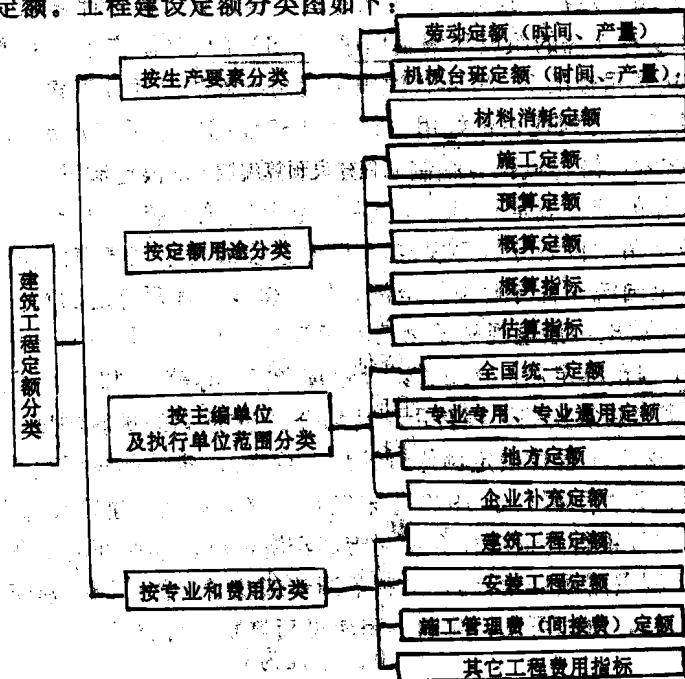 定额。工程建设定额分类图如下:
建筑工程定额分类
按生产要素分类
劳动定额（时间、产量）
机械台班定额（时间、产量）
材料消耗定额
按定额用途分类
施工定额
预算定额
概算定额
概算指标
估算指标
按主编单位
及执行单位范围分类
全国统一定额
专业专用、专业通用定额
地方定额
企业补充定额
按专业和费用分类
建筑工程定额
安装工程定额
施工管理费（间接费）定额
其它工程费用指标